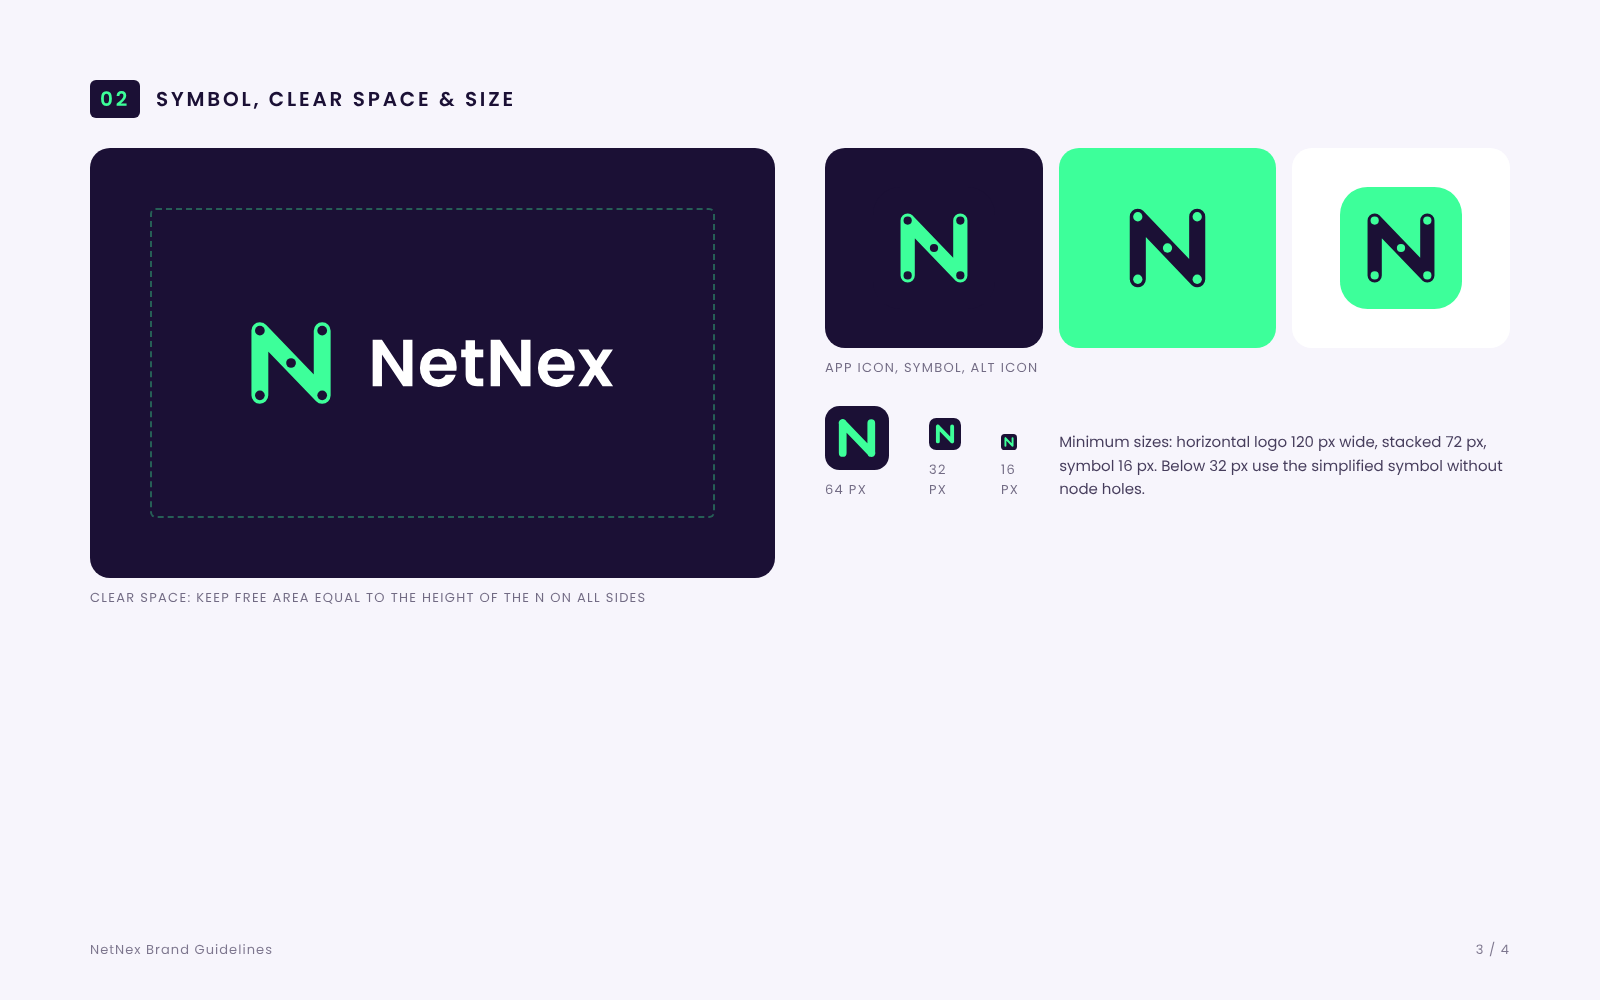 02 SYMBOL, CLEAR SPACE & SIZE
NetNex
CLEAR SPACE: KEEP FREE AREA EQUAL TO THE HEIGHT OF THE N ON ALL SIDES
APP ICON, SYMBOL, ALT ICON
64 PX
32
PX
16
PX
Minimum sizes: horizontal logo 120 px wide, stacked 72 px,
symbol 16 px. Below 32 px use the simplified symbol without
node holes.
NetNex Brand Guidelines
3 / 4